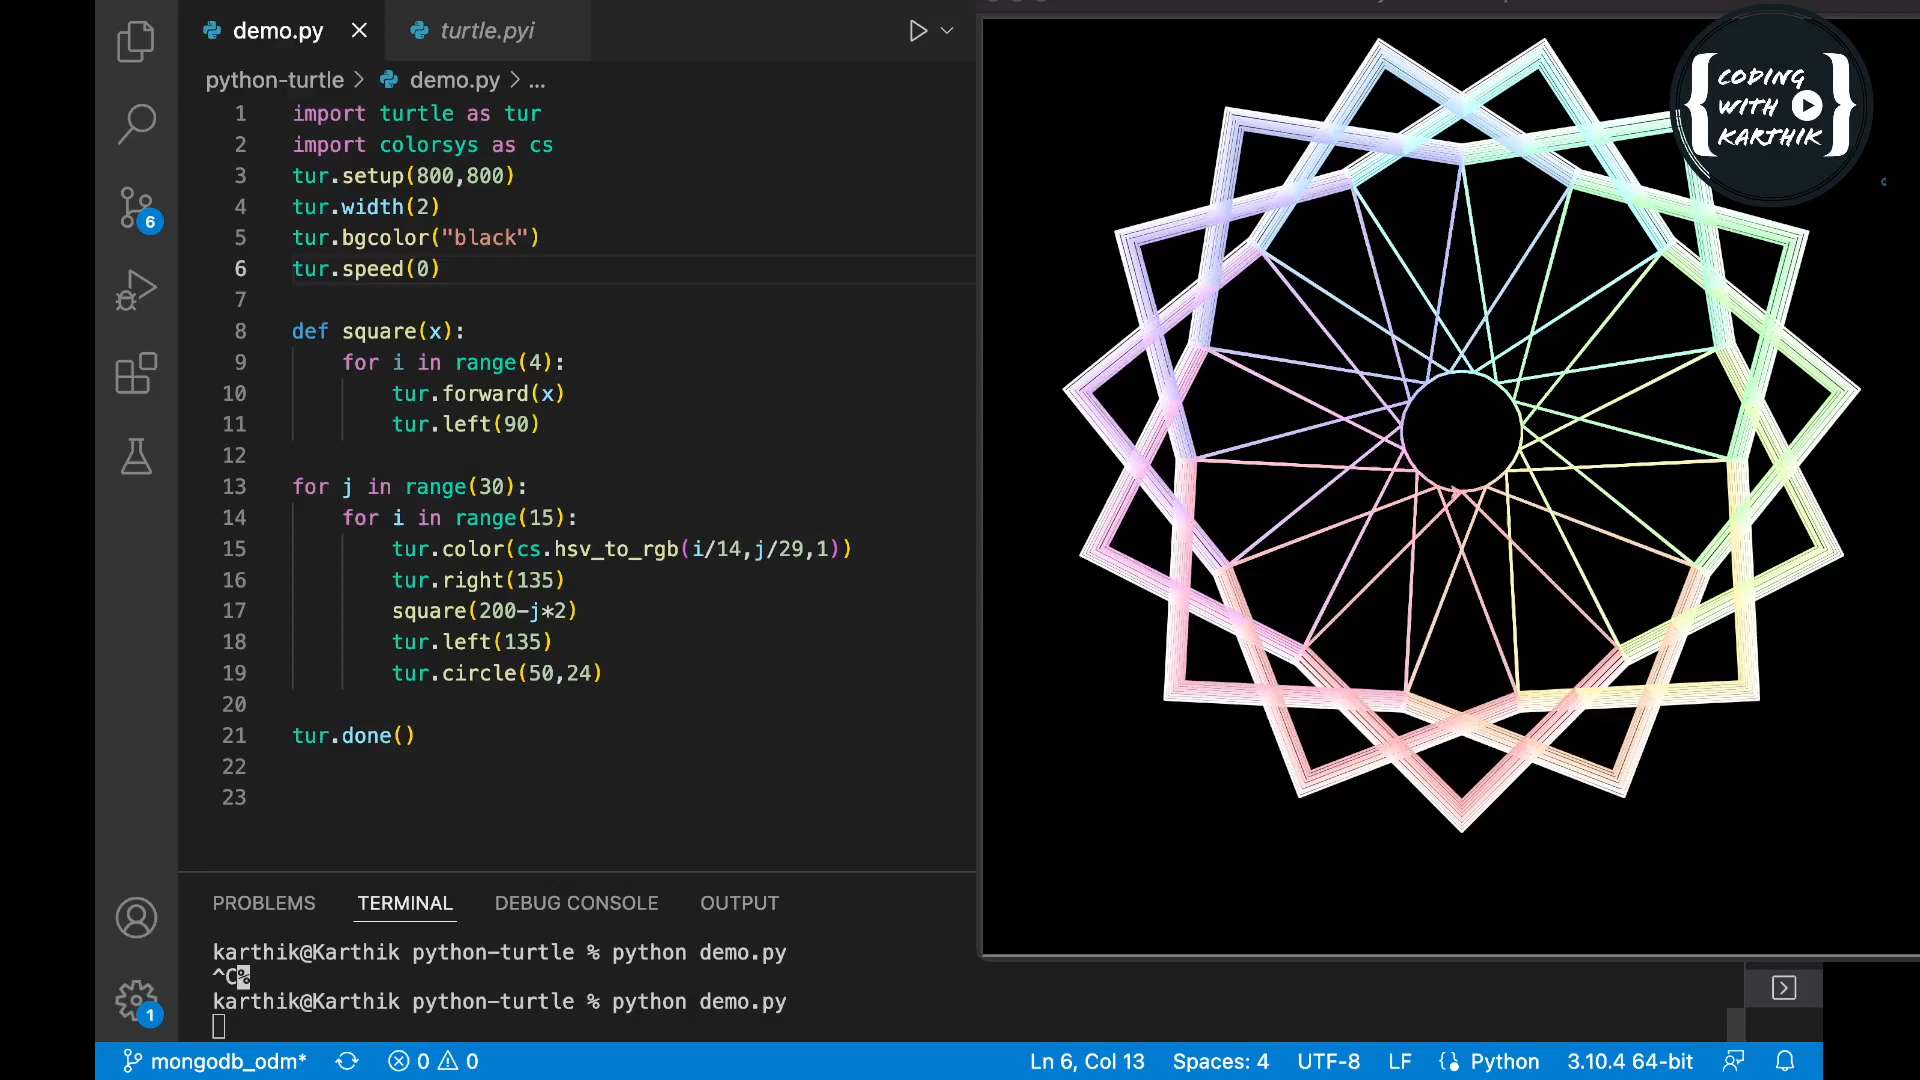 demo.py
turtle.pyi
python-turtle > demo.py > ...
1 import turtle as tur
2 import colorsys as cs
3 tur.setup(800,800)
4 tur.width(2)
5 tur.bgcolor("black")
6 tur.speed(0)
7
8 def square(x):
9 for i in range(4):
10 tur.forward(x)
11 tur.left(90)
12
13 for j in range(30):
14 for i in range(15):
15 tur.color(cs.hsv_to_rgb(i/14,j/29,1))
16 tur.right(135)
17 square(200-j*2)
18 tur.left(135)
19 tur.circle(50,24)
20
21 tur.done()
22
23
CODING
WITH
KARTHIK
6
PROBLEMS TERMINAL DEBUG CONSOLE OUTPUT
karthik@Karthik python-turtle % python demo.py
^C%
karthik@Karthik python-turtle % python demo.py
1
mongodb_odm* 0 0 Ln 6, Col 13 Spaces: 4 UTF-8 LF Python 3.10.4 64-bit